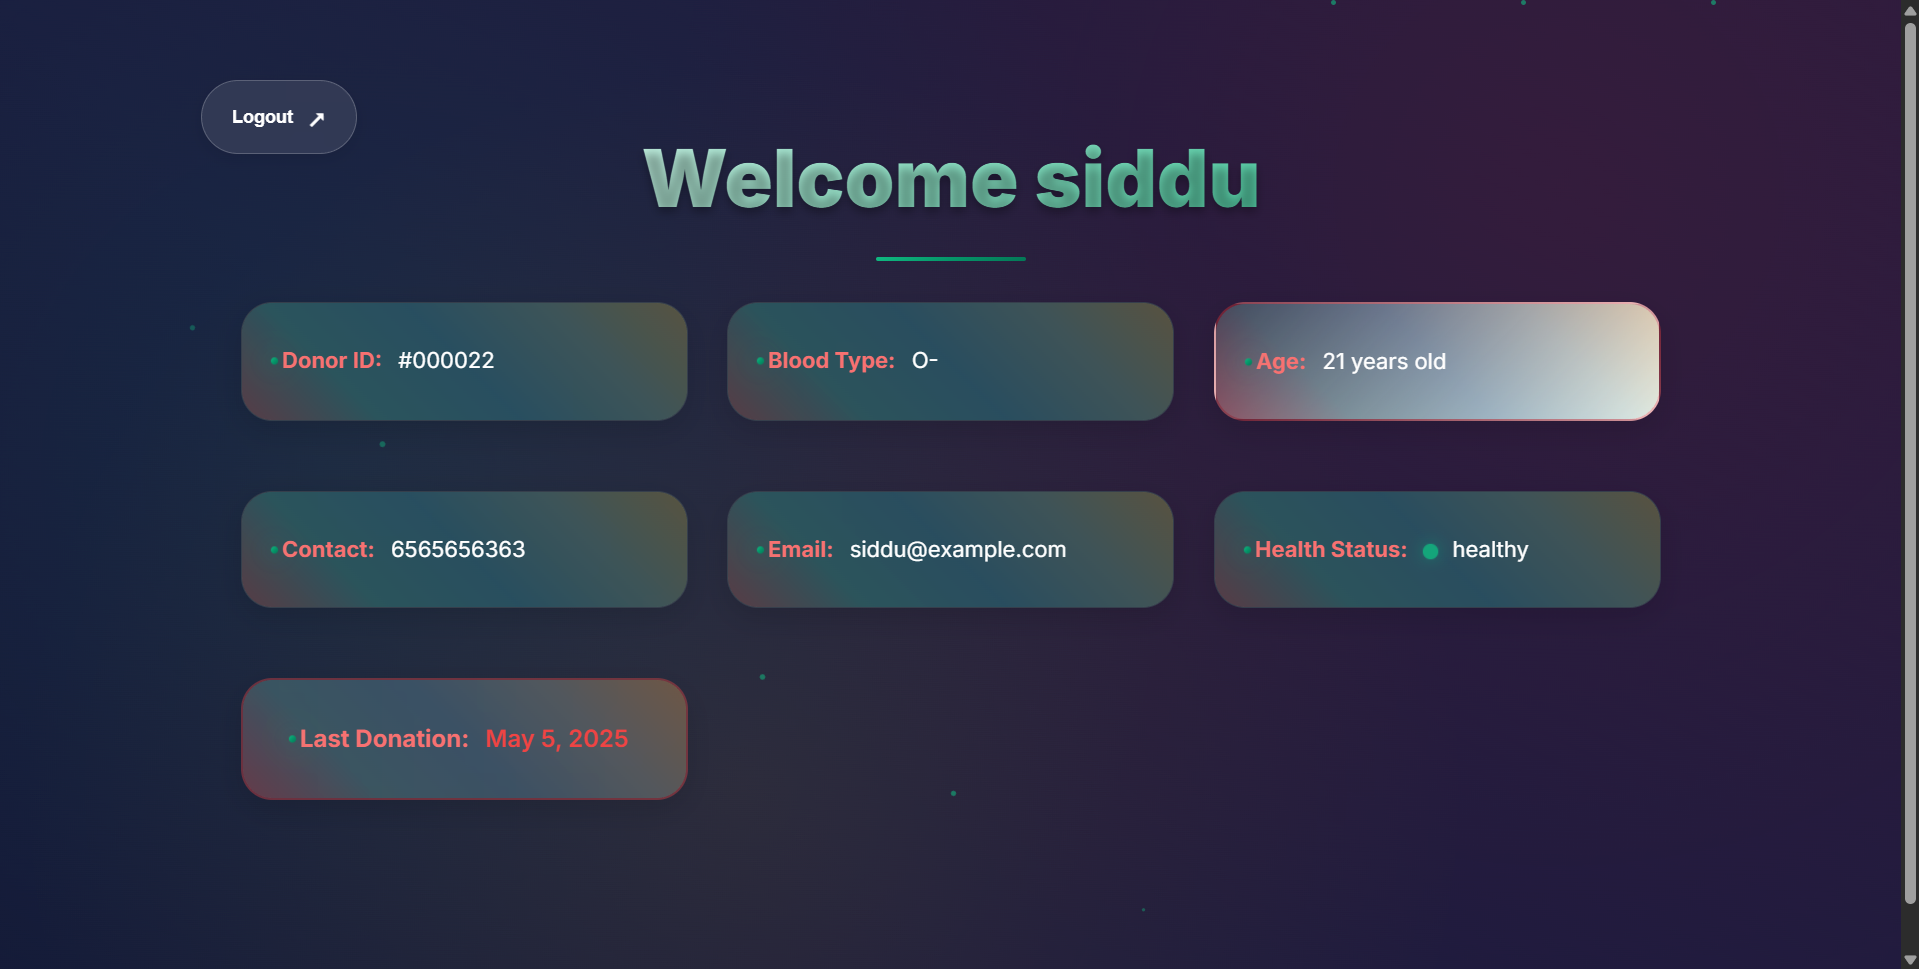 Logout ↗
Welcome siddu
Donor ID: #000022
Blood Type: O-
Age: 21 years old
Contact: 6565656363
Email: siddu@example.com
Health Status: healthy
Last Donation: May 5, 2025